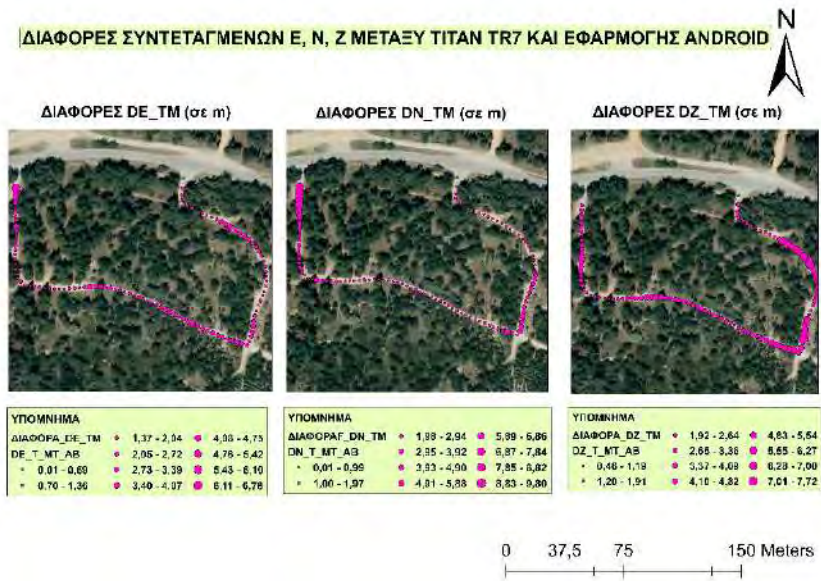 N
ΔΙΑΦΟΡΕΣ ΣΥΝΤΕΤΑΓΜΕΝΩΝ E, N, Z ΜΕΤΑΞΥ TITAN TR7 ΚΑΙ ΕΦΑΡΜΟΓΗΣ ANDROID
ΔΙΑΦΟΡΕΣ DE_TM (σε m)
ΔΙΑΦΟΡΕΣ DN_TM (σε m)
ΔΙΑΦΟΡΕΣ DZ_TM (σε m)
ΥΠΟΜΝΗΜΑ
ΔΙΑΦΟΡΑ_DE_TM 1,37 - 2,04 4,08 - 4,75
DE_T_MT_AB 2,05 - 2,72 4,76 - 5,42
0,01 - 0,69 2,73 - 3,39 5,43 - 6,10
0,70 - 1,36 3,40 - 4,07 6,11 - 6,78
ΥΠΟΜΝΗΜΑ
ΔΙΑΦΟΡΑF_DN_TM 1,98 - 2,94 5,89 - 6,86
DN_T_MT_AB 2,95 - 3,92 6,87 - 7,84
0,01 - 0,99 3,93 - 4,90 7,85 - 8,82
1,00 - 1,97 4,91 - 5,88 8,83 - 9,80
ΥΠΟΜΝΗΜΑ
ΔΙΑΦΟΡΑ_DZ_TM 1,92 - 2,64 4,83 - 5,54
DZ_T_MT_AB 2,65 - 3,36 5,55 - 6,27
0,46 - 1,19 3,37 - 4,09 6,28 - 7,00
1,20 - 1,91 4,10 - 4,82 7,01 - 7,72
0 37,5 75 150 Meters